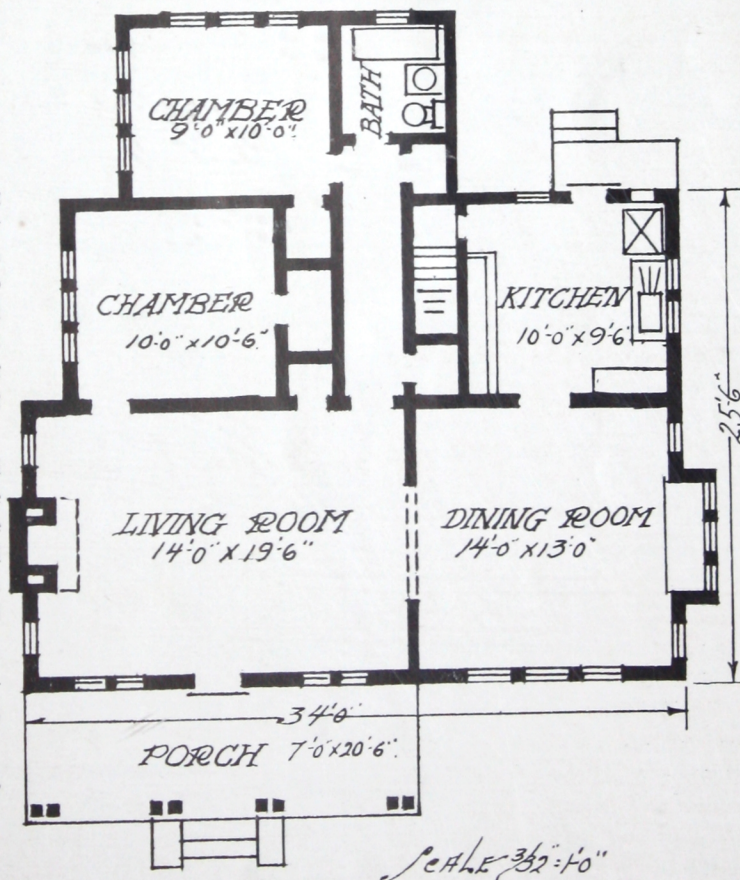 CHAMBER
9'-0" x 10'-0"
BATH
CHAMBER
10'-0" x 10'-6"
KITCHEN
10'-0" x 9'-6"
25'6"
LIVING ROOM
14'-0" x 19'-6"
DINING ROOM
14'-0" x 13'-0"
34'0"
PORCH 7'-0" x 20'-6"
SCALE 3/32" = 1'-0"